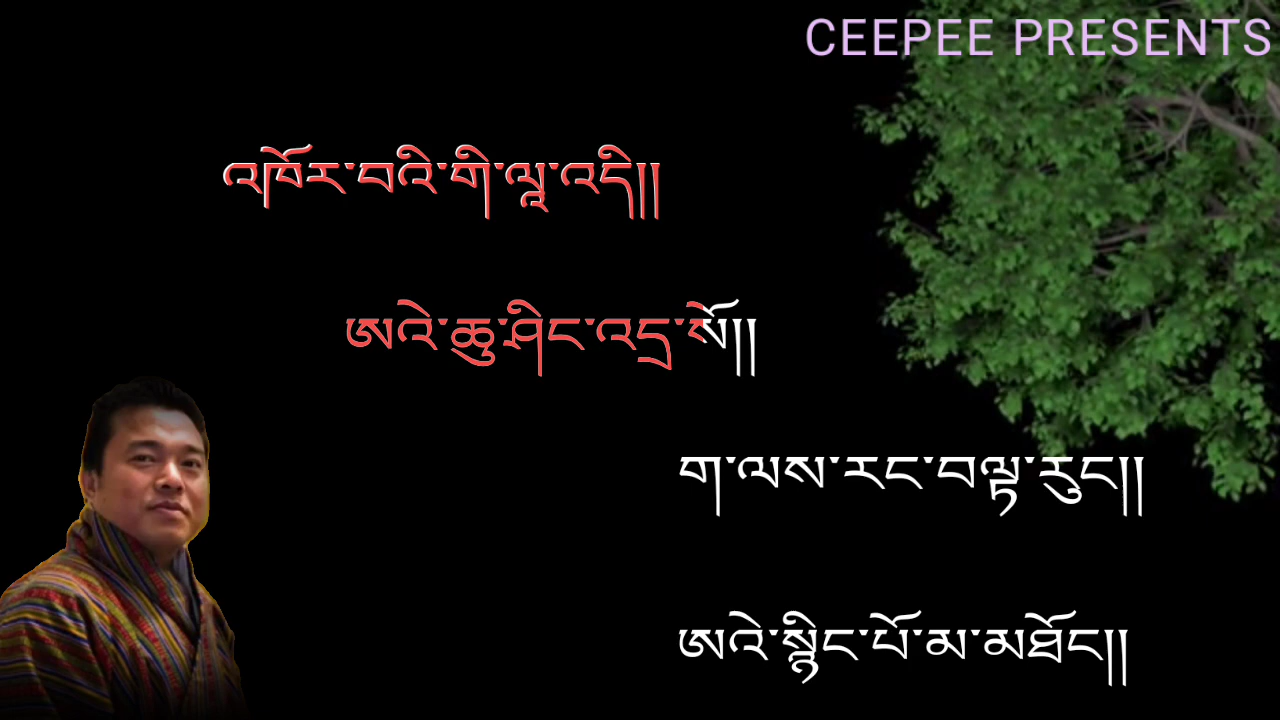 CEEPEE PRESENTS
འཁོར་བའི་གི་ལྷ་འདི།།
ཨའེ་ཆུ་ཤིང་འདྲ་སོ།།
ག་ལས་རང་བལྟ་རུང།།
ཨའེ་སྙིང་པོ་མ་མཐོང།།